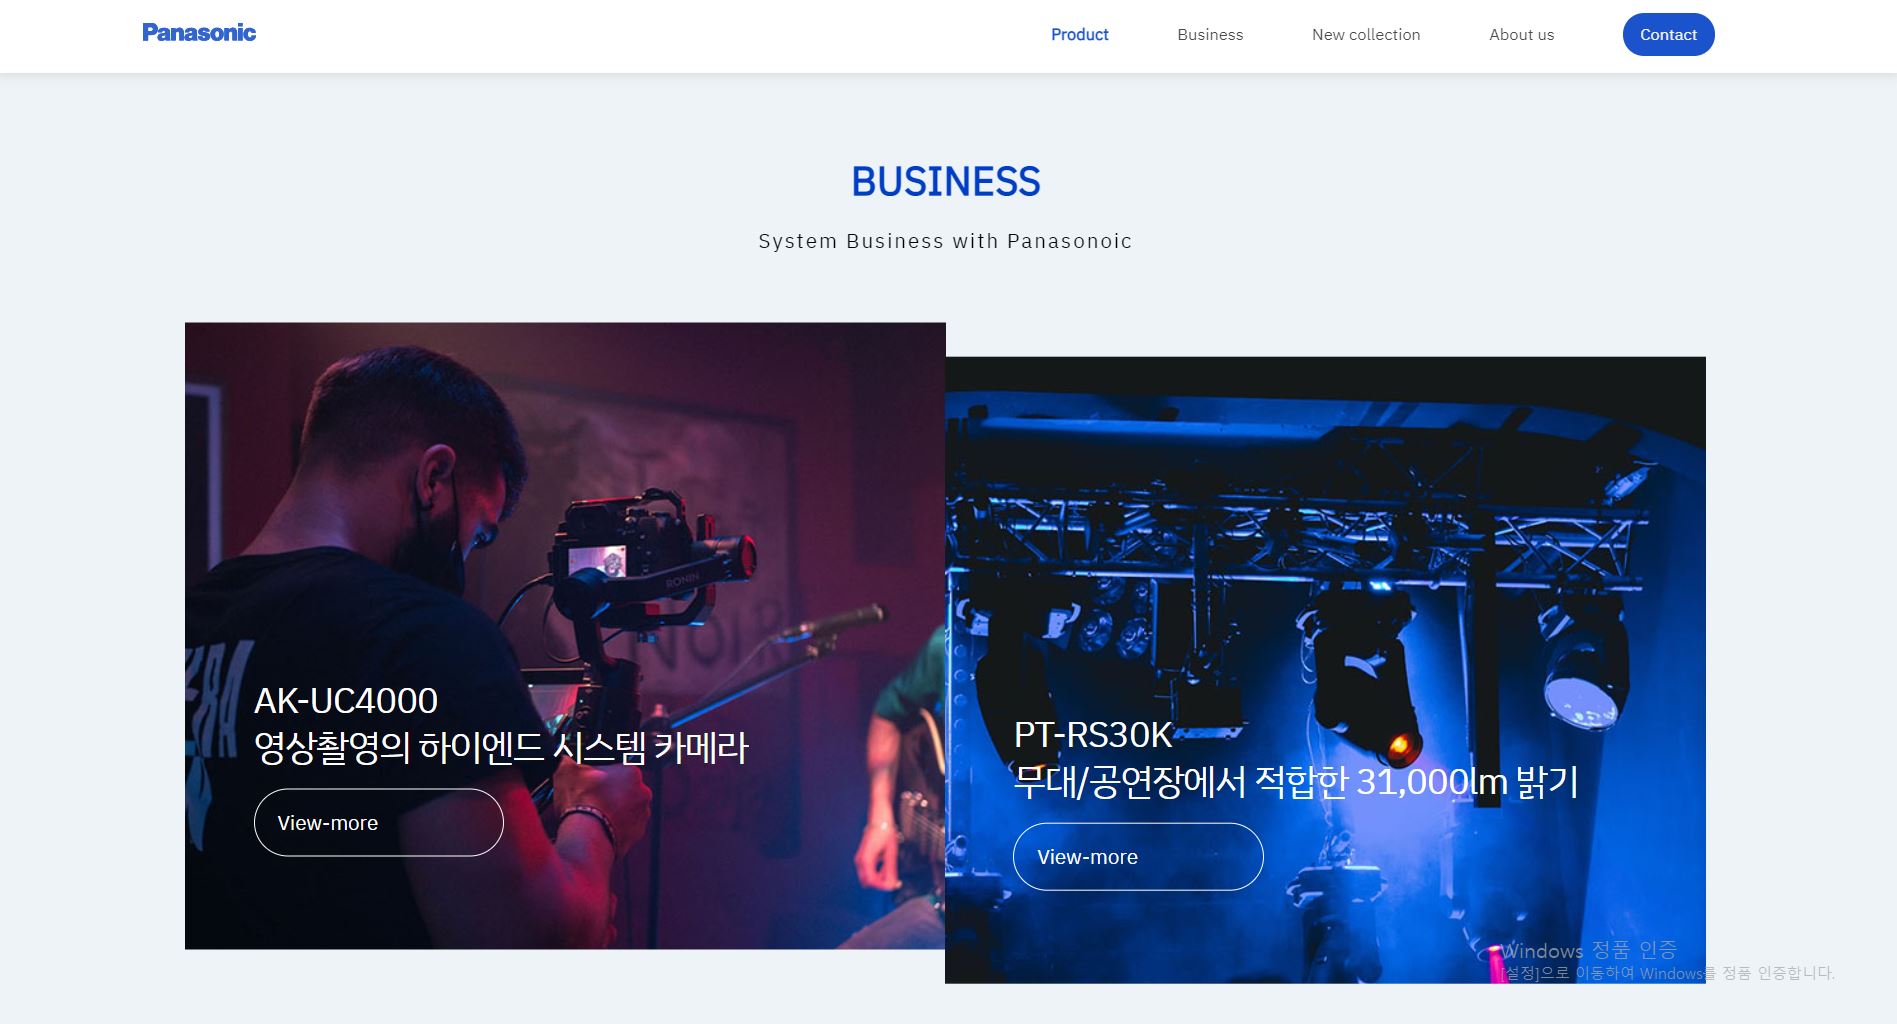 Panasonic
Product
Business
New collection
About us
Contact
BUSINESS
System Business with Panasonoic
RONIN
AK-UC4000
영상촬영의 하이엔드 시스템 카메라
View-more
PT-RS30K
무대/공연장에서 적합한 31,000lm 밝기
View-more
Windows 정품 인증
[설정]으로 이동하여 Windows를 정품 인증합니다.